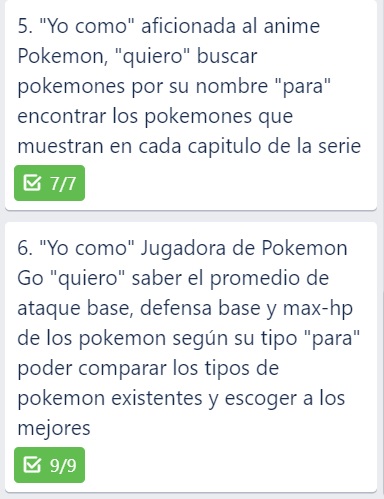 5. "Yo como" aficionada al anime
Pokemon, "quiero" buscar
pokemones por su nombre "para"
encontrar los pokemones que
muestran en cada capitulo de la serie
7/7
6. "Yo como" Jugadora de Pokemon
Go "quiero" saber el promedio de
ataque base, defensa base y max-hp
de los pokemon según su tipo "para"
poder comparar los tipos de
pokemon existentes y escoger a los
mejores
9/9